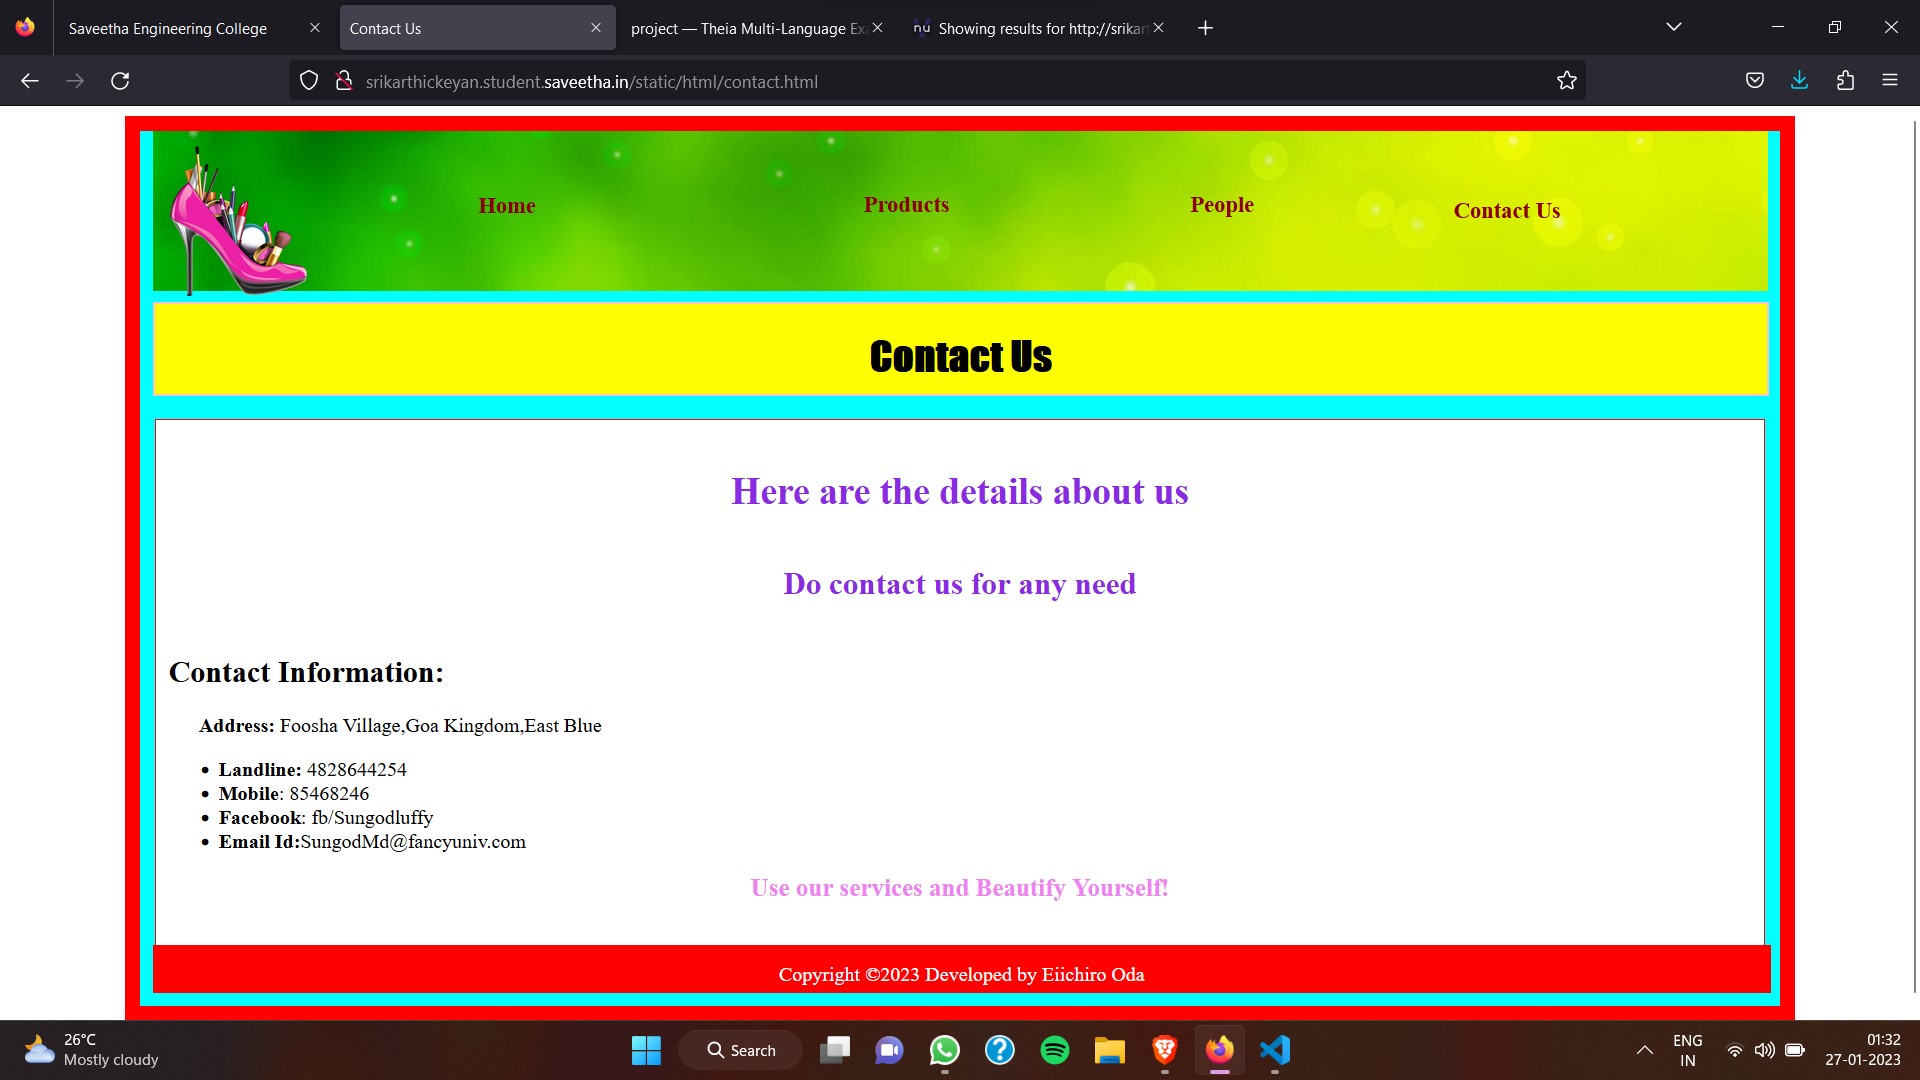 Saveetha Engineering College
Contact Us
project — Theia Multi-Language Ex
Showing results for http://srikar
srikarthickeyan.student.saveetha.in/static/html/contact.html
Home
Products
People
Contact Us
Contact Us
Here are the details about us
Do contact us for any need
Contact Information:
Address: Foosha Village,Goa Kingdom,East Blue
• Landline: 4828644254
• Mobile: 85468246
• Facebook: fb/Sungodluffy
• Email Id:SungodMd@fancyuniv.com
Use our services and Beautify Yourself!
Copyright ©2023 Developed by Eiichiro Oda
26°C
Mostly cloudy
Search
ENG
IN
01:32
27-01-2023